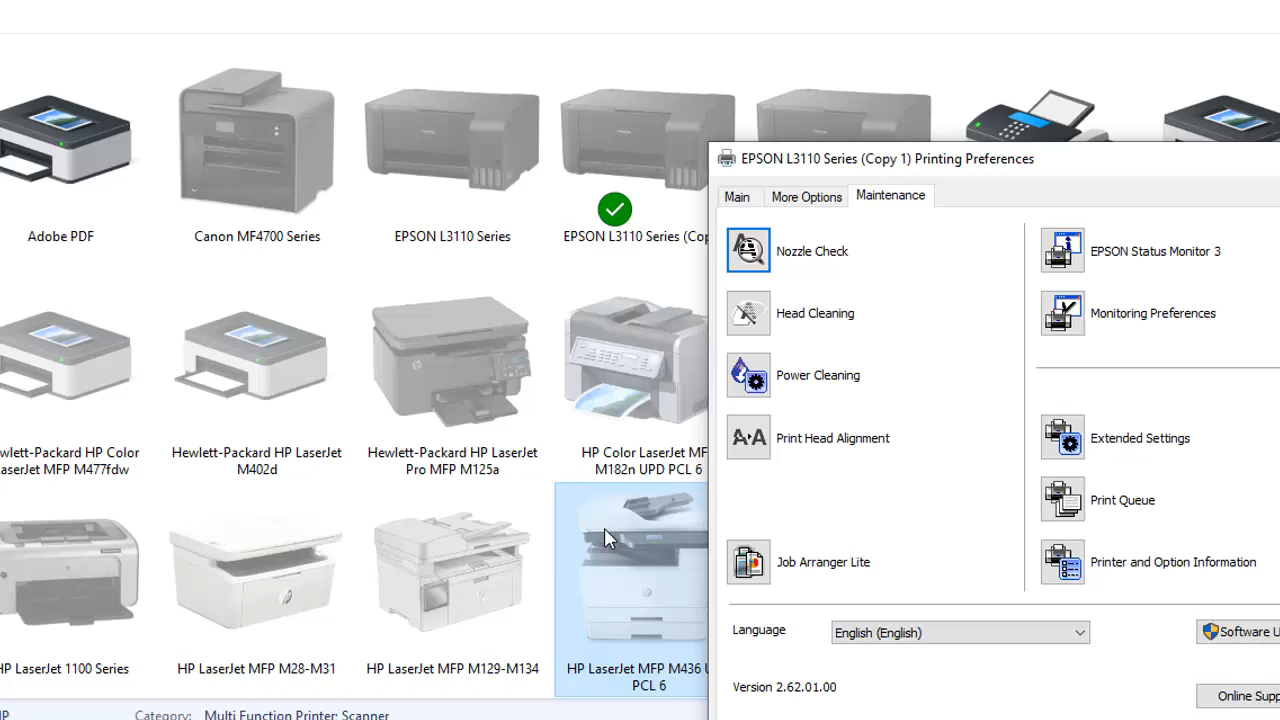 Adobe PDF
Canon MF4700 Series
EPSON L3110 Series
EPSON L3110 Series (Cop
EPSON L3110 Series (Copy 1) Printing Preferences
Main
More Options
Maintenance
Nozzle Check
EPSON Status Monitor 3
Head Cleaning
Monitoring Preferences
Power Cleaning
Print Head Alignment
Extended Settings
Print Queue
Job Arranger Lite
Printer and Option Information
Language
English (English)
Software U
Version 2.62.01.00
Online Supp
wlett-Packard HP Color
aserJet MFP M477fdw
Hewlett-Packard HP LaserJet
M402d
Hewlett-Packard HP LaserJet
Pro MFP M125a
HP Color LaserJet MF
M182n UPD PCL 6
HP LaserJet 1100 Series
HP LaserJet MFP M28-M31
HP LaserJet MFP M129-M134
HP LaserJet MFP M436 U
PCL 6
HP
Category: Multi Function Printer; Scanner